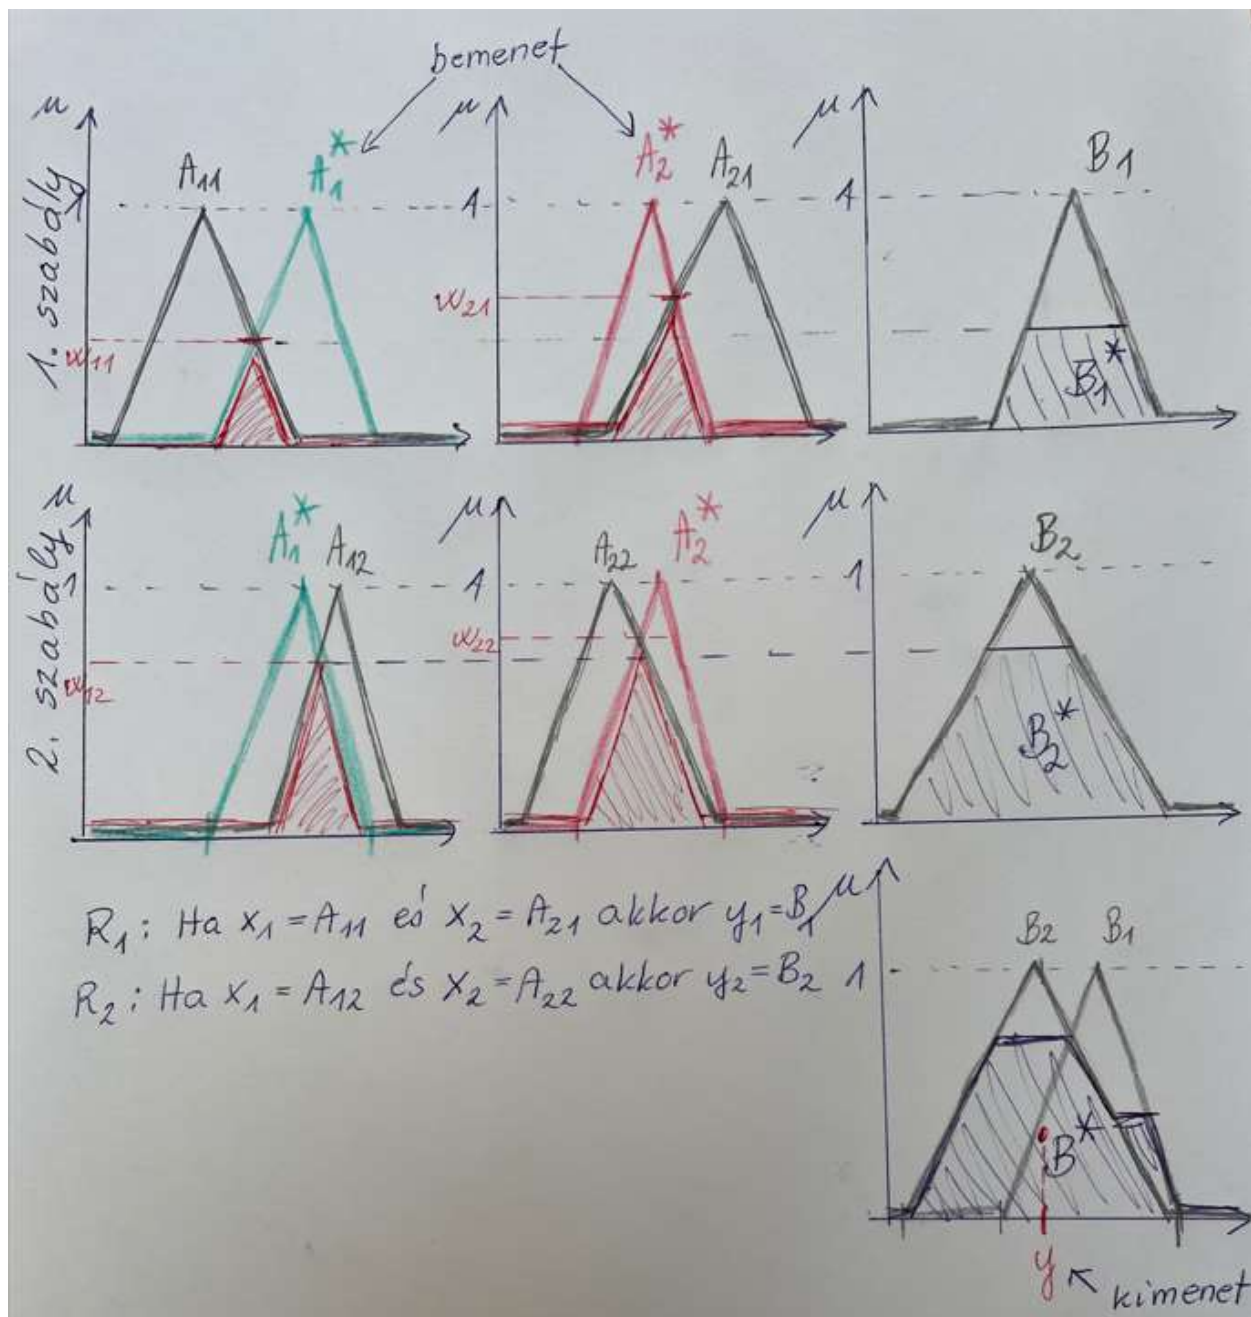 bemenet
1. szabály
μ
A11
A1*
1
w11
μ
A2*
A21
1
w21
μ
B1
1
B1*
2. szabály
μ
A1*
A12
1
w12
μ
A22
A2*
1
w22
μ
B2
1
B2*
R1: Ha x1 = A11 és x2 = A21 akkor y1 = B1
R2: Ha x1 = A12 és x2 = A22 akkor y2 = B2
μ
B2 B1
1
B*
y
kimenet